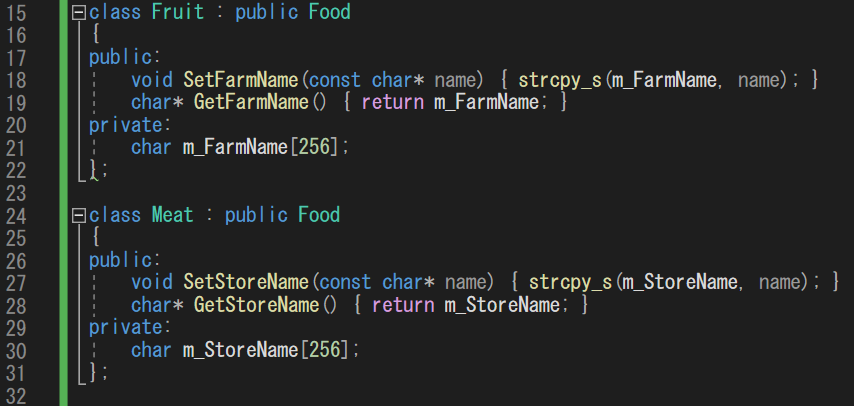 15 class Fruit : public Food
16 {
17 public:
18 void SetFarmName(const char* name) { strcpy_s(m_FarmName, name); }
19 char* GetFarmName() { return m_FarmName; }
20 private:
21 char m_FarmName[256];
22 };
23
24 class Meat : public Food
25 {
26 public:
27 void SetStoreName(const char* name) { strcpy_s(m_StoreName, name); }
28 char* GetStoreName() { return m_StoreName; }
29 private:
30 char m_StoreName[256];
31 };
32